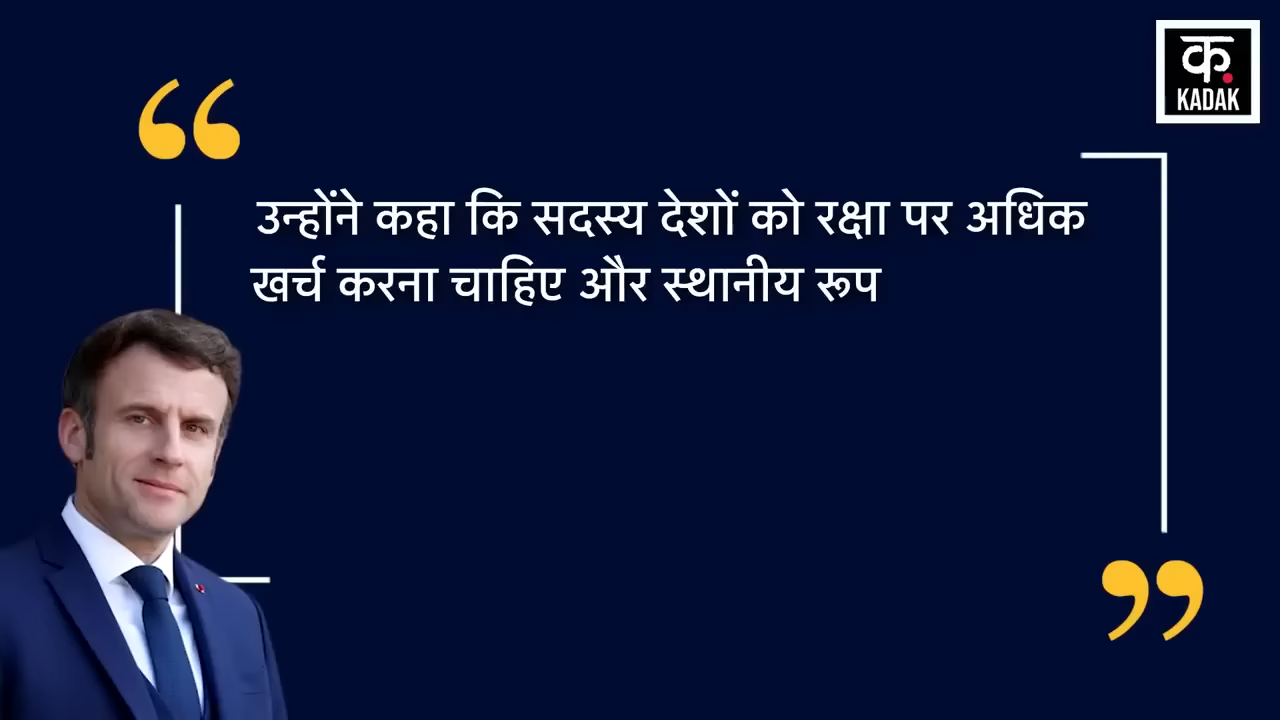 क
KADAK
उन्होंने कहा कि सदस्य देशों को रक्षा पर अधिक
खर्च करना चाहिए और स्थानीय रूप